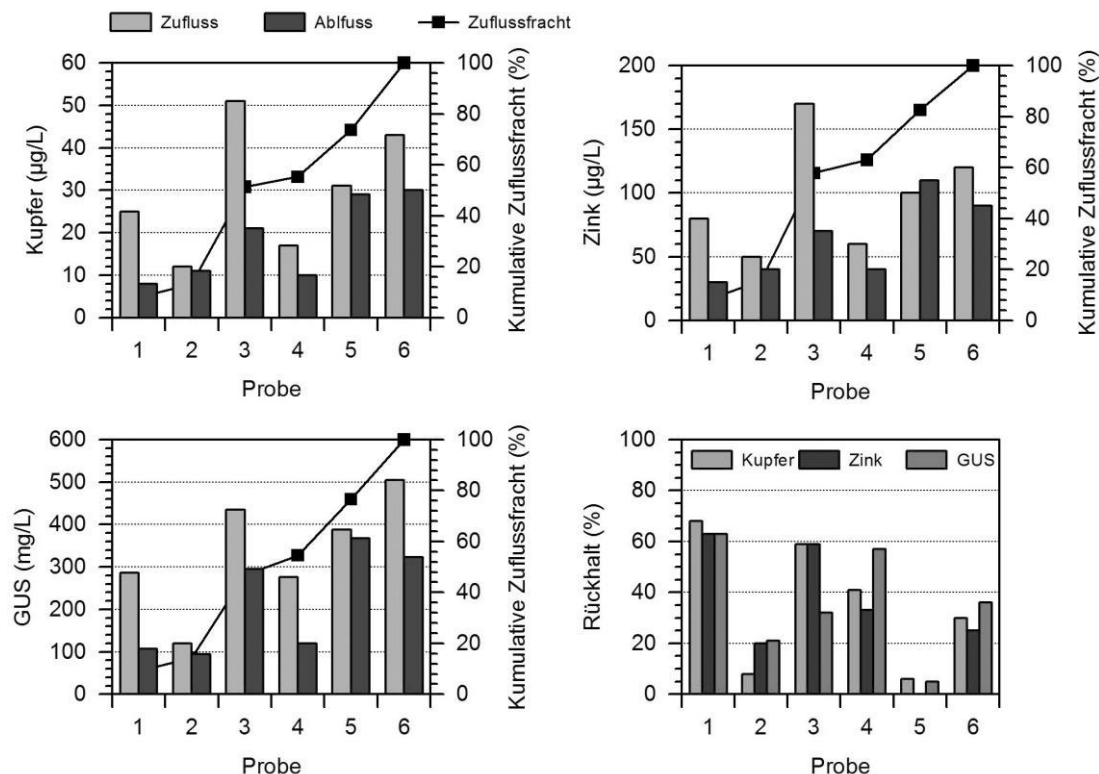 Zufluss Ablfuss Zuflussfracht
Kupfer (µg/L)
60
50
40
30
20
10
0
100
80
60
40
20
0
Kumulative Zuflussfracht (%)
1 2 3 4 5 6
Probe
Zink (µg/L)
200
150
100
50
0
100
80
60
40
20
0
Kumulative Zuflussfracht (%)
1 2 3 4 5 6
Probe
GUS (mg/L)
600
500
400
300
200
100
0
100
80
60
40
20
0
Kumulative Zuflussfracht (%)
1 2 3 4 5 6
Probe
Rückhalt (%)
100
80
60
40
20
0
Kupfer Zink GUS
1 2 3 4 5 6
Probe